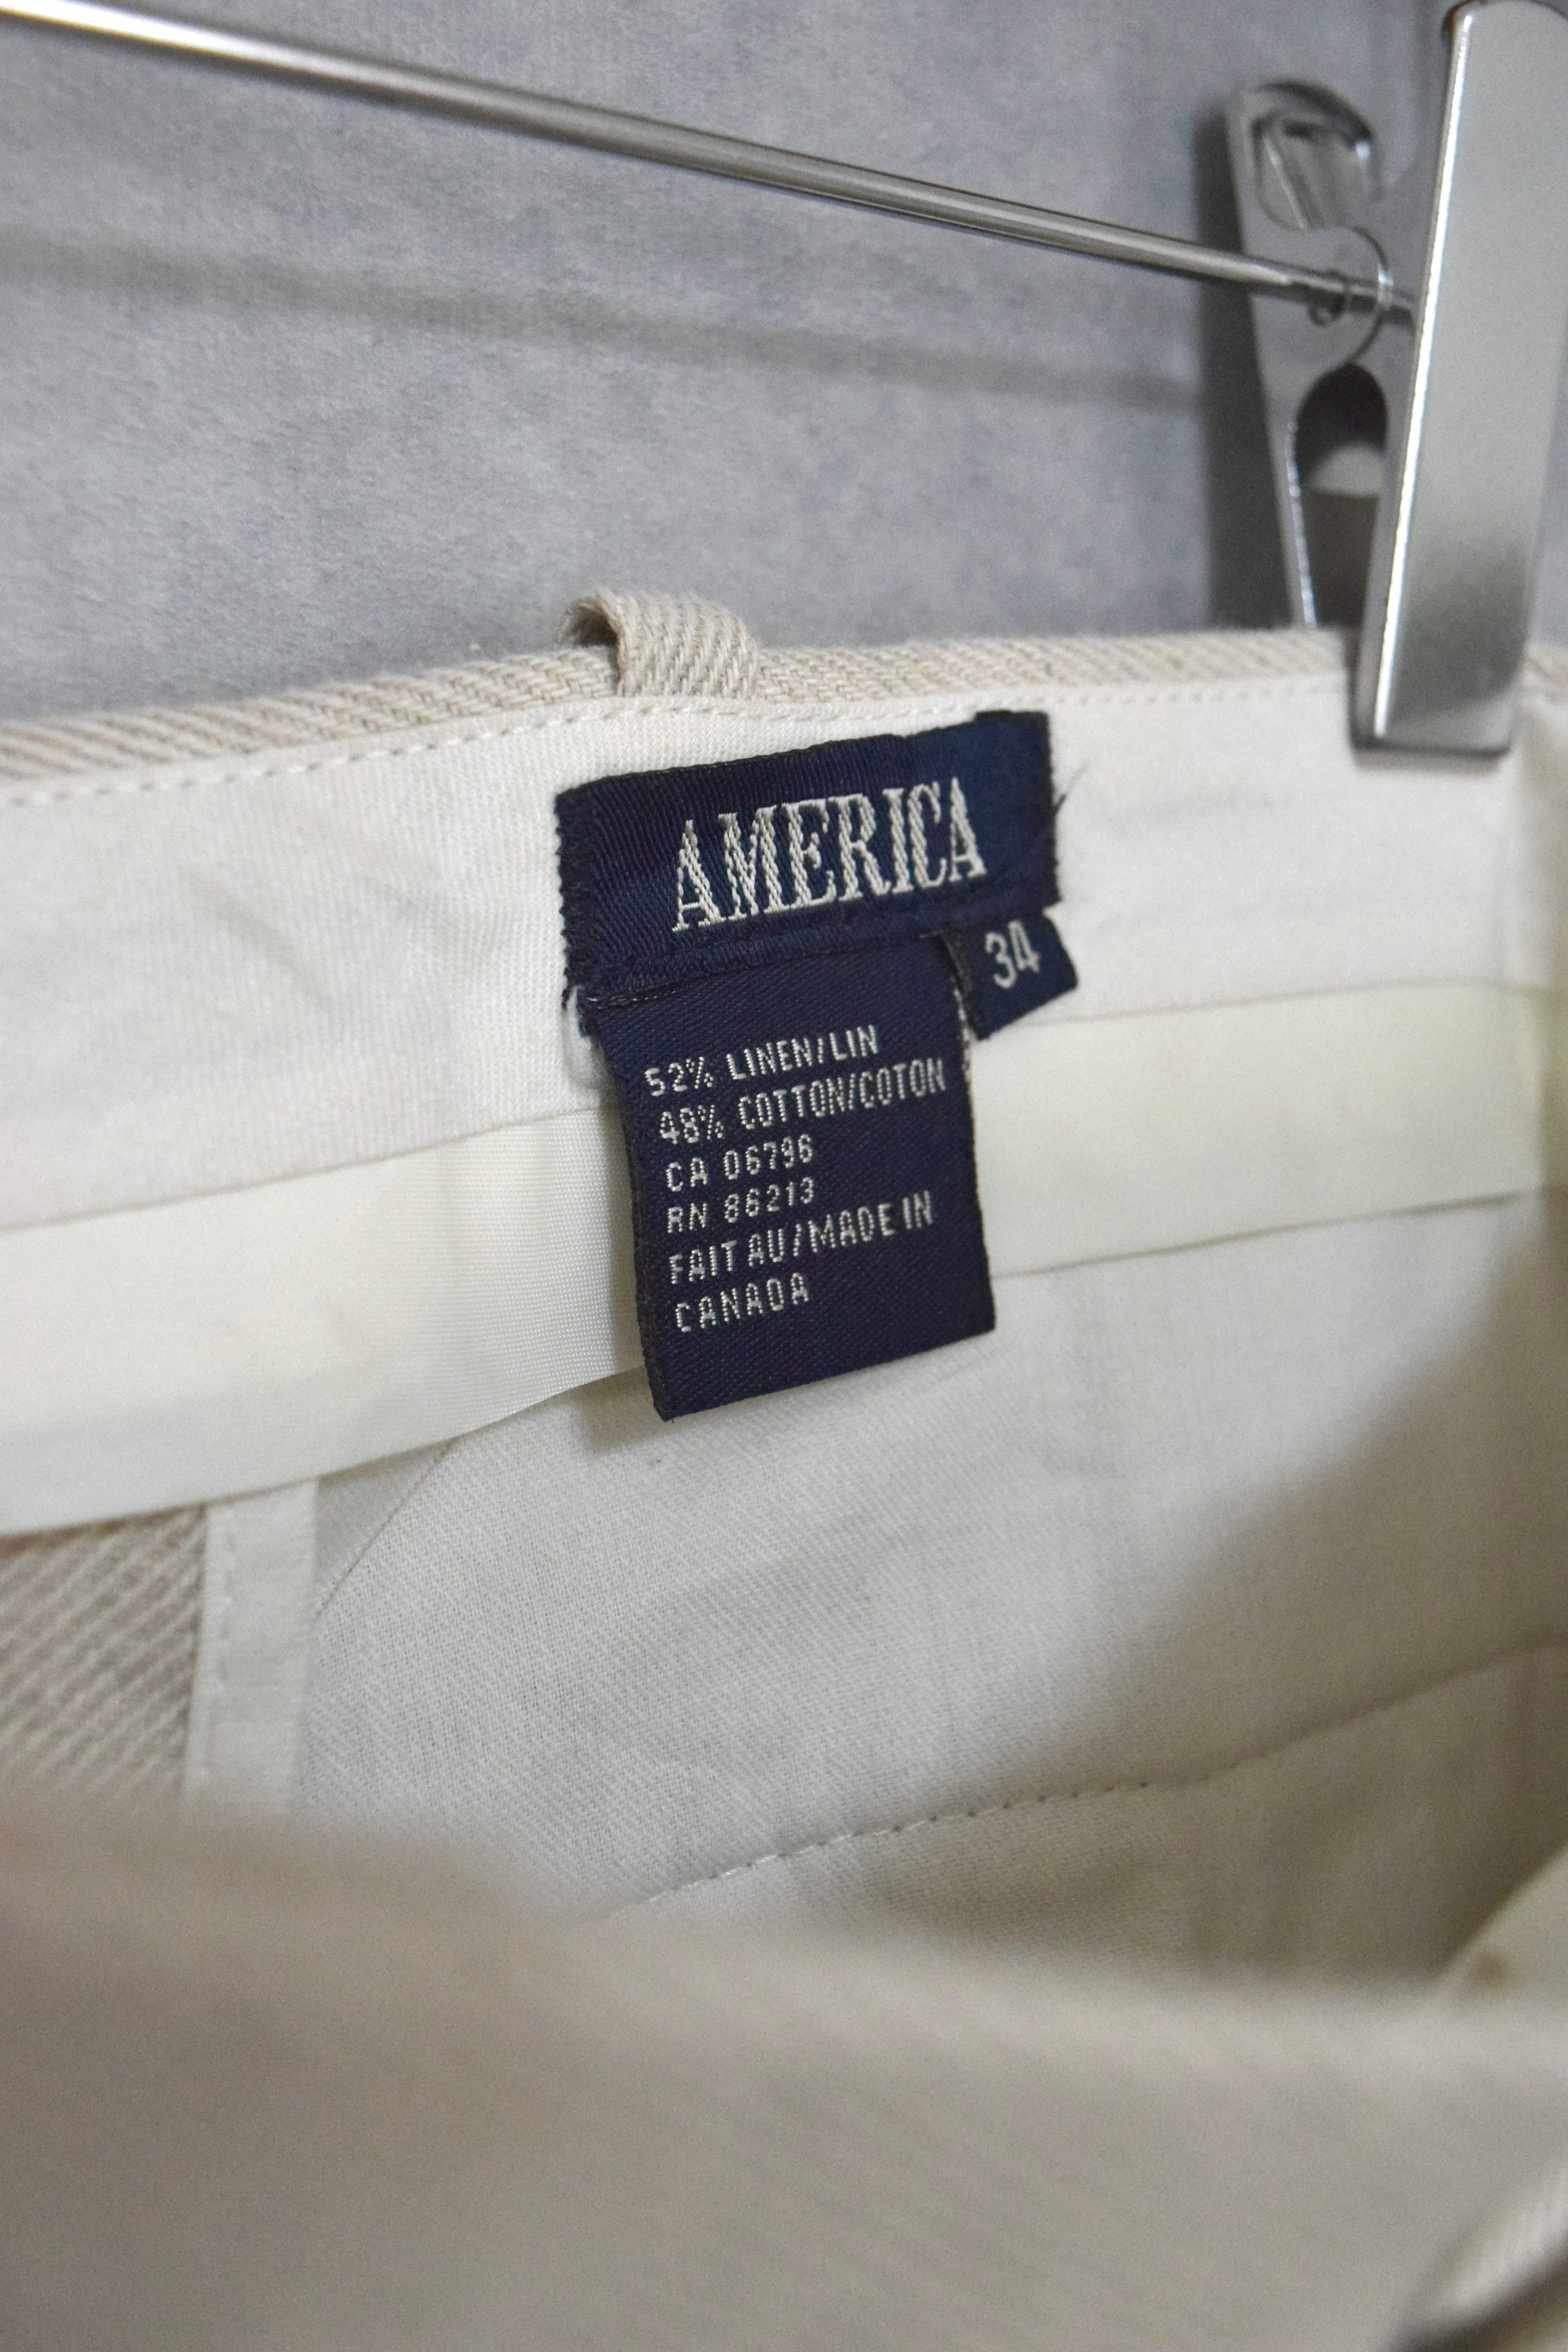 AMERICA
34
52% LINEN/LIN
48% COTTON/COTON
CA 06796
RN 86213
FAIT AU/MADE IN
CANADA